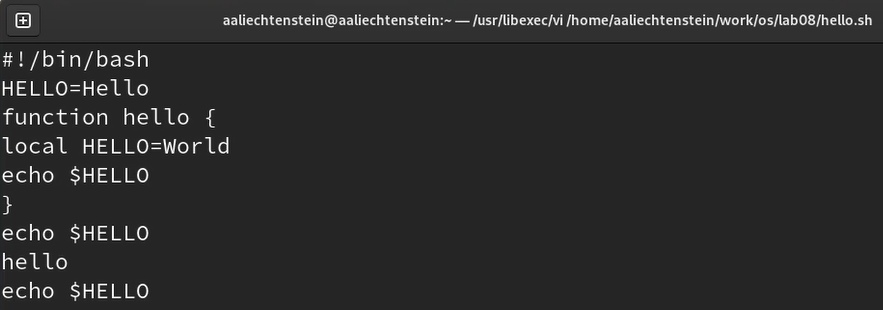 aaliechtenstein@aaliechtenstein:~ — /usr/libexec/vi /home/aaliechtenstein/work/os/lab08/hello.sh
#!/bin/bash
HELLO=Hello
function hello {
local HELLO=World
echo $HELLO
}
echo $HELLO
hello
echo $HELLO